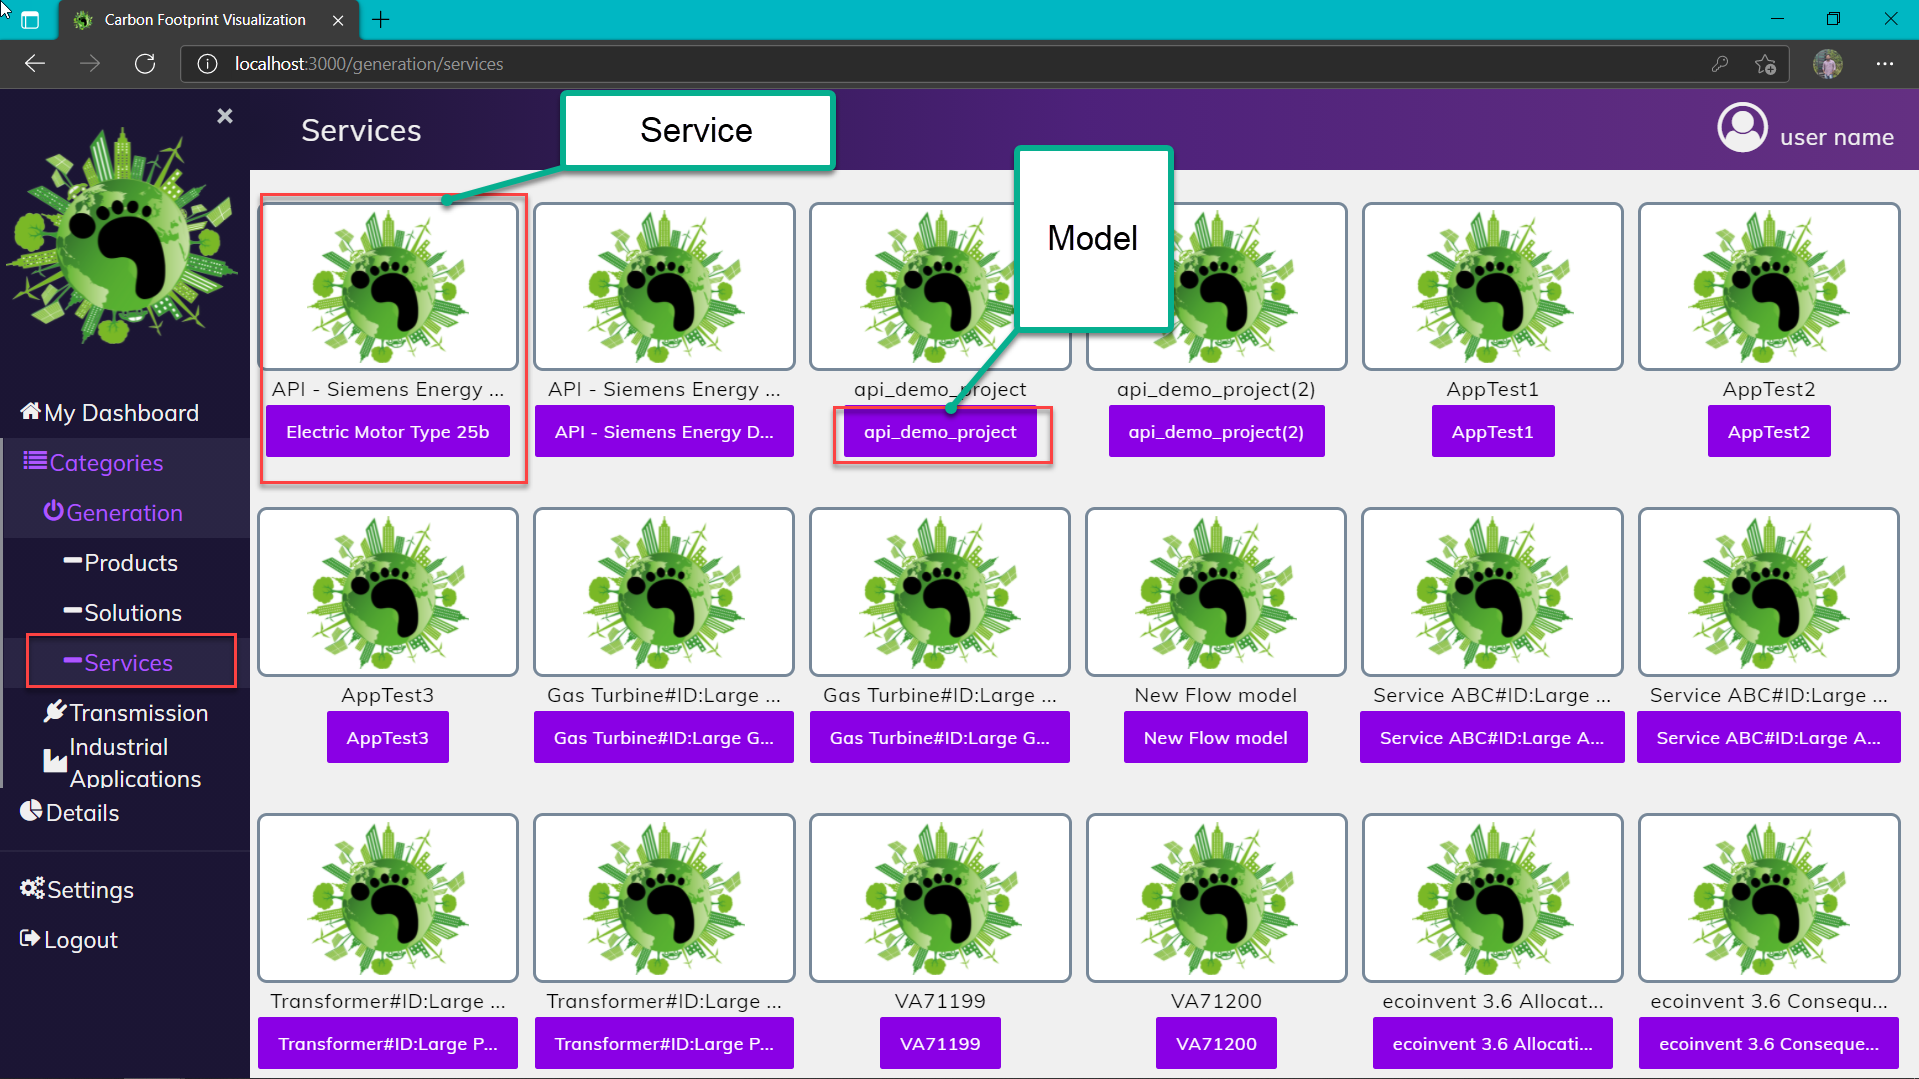 Carbon Footprint Visualization
localhost:3000/generation/services
Services
Service
Model
user name
My Dashboard
Categories
Generation
Products
Solutions
Services
Transmission
Industrial
Applications
Details
Settings
Logout
API - Siemens Energy ...
API - Siemens Energy ...
api_demo_project
api_demo_project(2)
AppTest1
AppTest2
Electric Motor Type 25b
API - Siemens Energy D...
api_demo_project
api_demo_project(2)
AppTest1
AppTest2
AppTest3
Gas Turbine#ID:Large ...
Gas Turbine#ID:Large ...
New Flow model
Service ABC#ID:Large ...
Service ABC#ID:Large ...
AppTest3
Gas Turbine#ID:Large G...
Gas Turbine#ID:Large G...
New Flow model
Service ABC#ID:Large A...
Service ABC#ID:Large A...
Transformer#ID:Large ...
Transformer#ID:Large ...
VA71199
VA71200
ecoinvent 3.6 Allocat...
ecoinvent 3.6 Consequ...
Transformer#ID:Large P...
Transformer#ID:Large P...
VA71199
VA71200
ecoinvent 3.6 Allocati...
ecoinvent 3.6 Conseque...